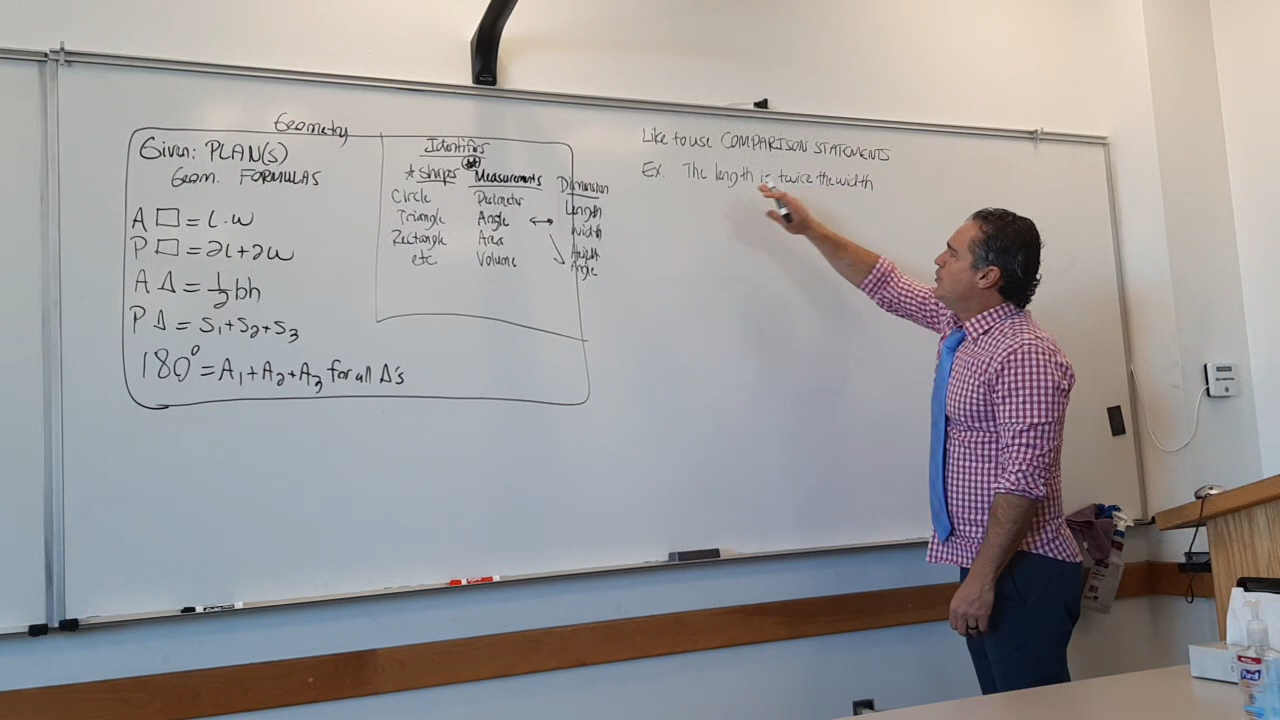 Geometry
Given: PLAN(S)
Geom. FORMULAS
A □ = L·W
P □ = 2L+2W
A Δ = 1/2 bh
P Δ = S1+S2+S3
180° = A1+A2+A3 for all Δ's
Identifiers
*Shapes
Circle
Triangle
Rectangle
etc.
Measurements
Perimeter
Angle ↔
Area
Volume
Dimension
Length
Width
Height
Angle
Like to use COMPARISON STATEMENTS
Ex. The length is twice the width
Purell